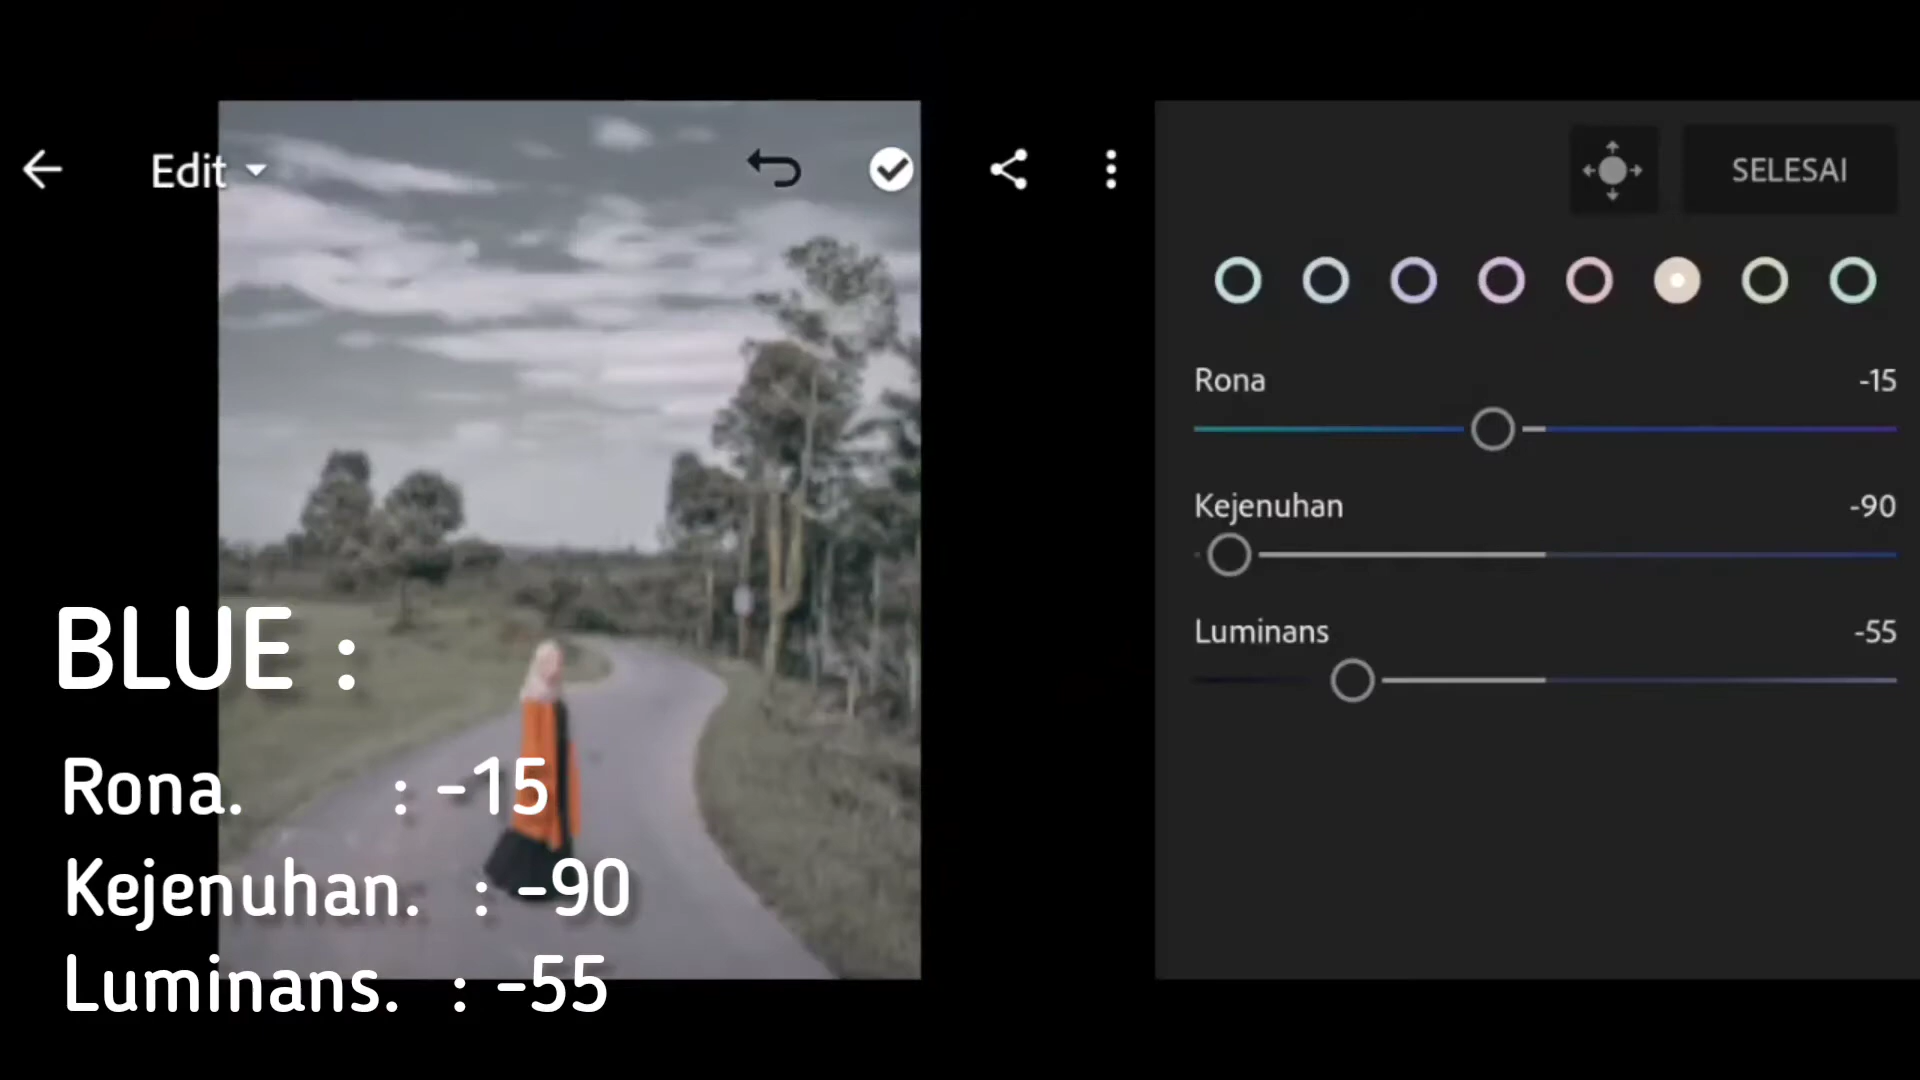 Edit
SELESAI
Rona -15
Kejenuhan -90
Luminans -55
BLUE :
Rona. : -15
Kejenuhan. : -90
Luminans. : -55